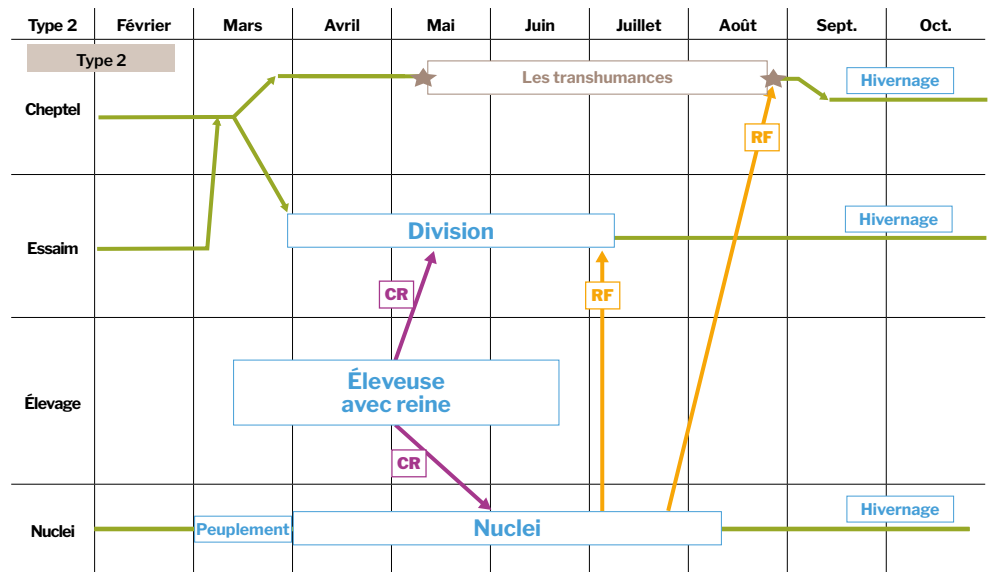 Type 2 Février Mars Avril Mai Juin Juillet Août Sept. Oct.
Type 2
Les transhumances
Hivernage
Cheptel
RF
Essaim
Division
Hivernage
CR
RF
Élevage
Éleveuse
avec reine
CR
Nuclei
Peuplement
Nuclei
Hivernage